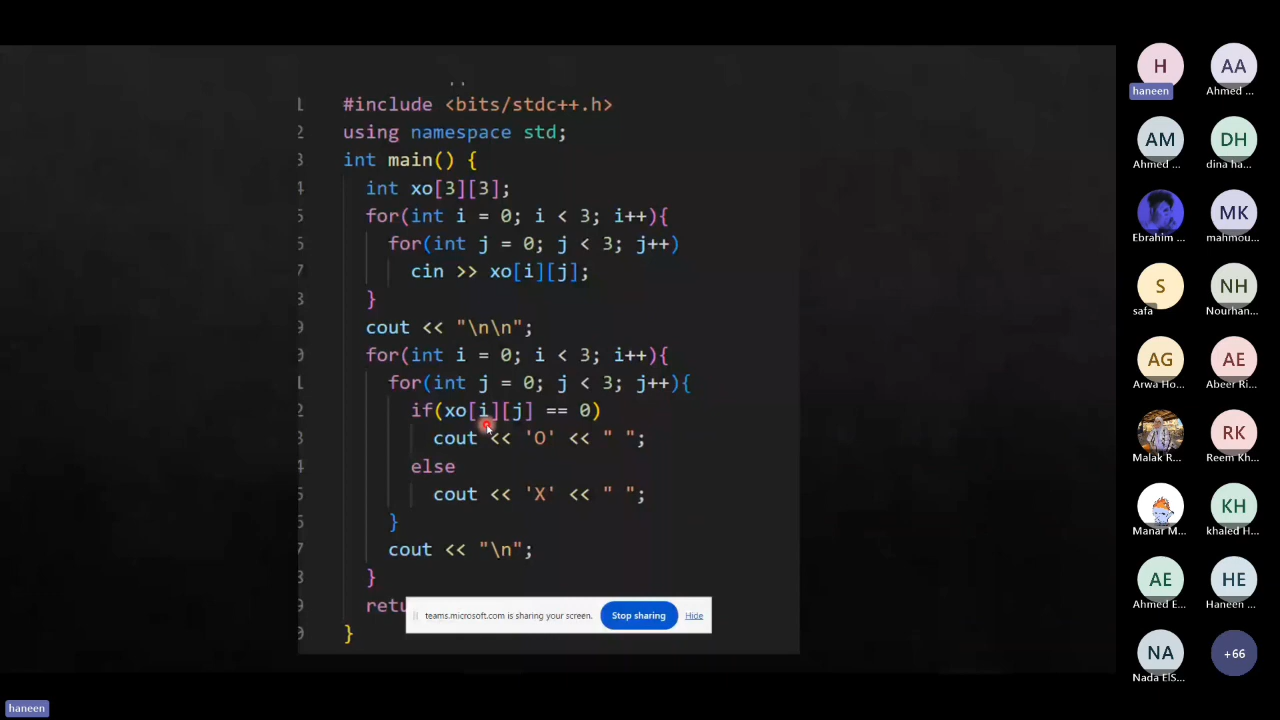 1 #include <bits/stdc++.h>
2 using namespace std;
3 int main() {
4 int xo[3][3];
5 for(int i = 0; i < 3; i++){
5 for(int j = 0; j < 3; j++)
7 cin >> xo[i][j];
3 }
9 cout << "\n\n";
0 for(int i = 0; i < 3; i++){
1 for(int j = 0; j < 3; j++){
2 if(xo[i][j] == 0)
3 cout << 'O' << " ";
4 else
5 cout << 'X' << " ";
5 }
7 cout << "\n";
3 }
9 retu
teams.microsoft.com is sharing your screen. Stop sharing Hide
0 }
H AA
haneen Ahmed ...
AM DH
Ahmed ... dina ha...
MK
Ebrahim ... mahmou...
S NH
safa Nourhan...
AG AE
Arwa Ho... Abeer Ri...
RK
Malak R... Reem Kh...
KH
Manar M... khaled H...
AE HE
Ahmed E... Haneen ...
NA +66
Nada ElS...
haneen